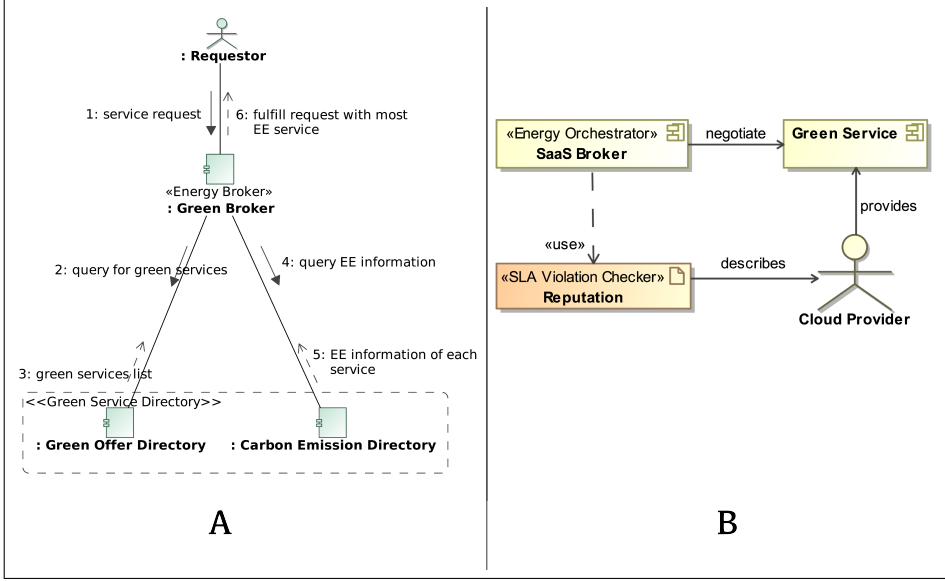 : Requestor
1: service request
6: fulfill request with most
EE service
«Energy Broker»
: Green Broker
2: query for green services
4: query EE information
3: green services list
5: EE information of each
service
<<Green Service Directory>>
: Green Offer Directory
: Carbon Emission Directory
A
«Energy Orchestrator»
SaaS Broker
negotiate
Green Service
provides
«use»
«SLA Violation Checker»
Reputation
describes
Cloud Provider
B